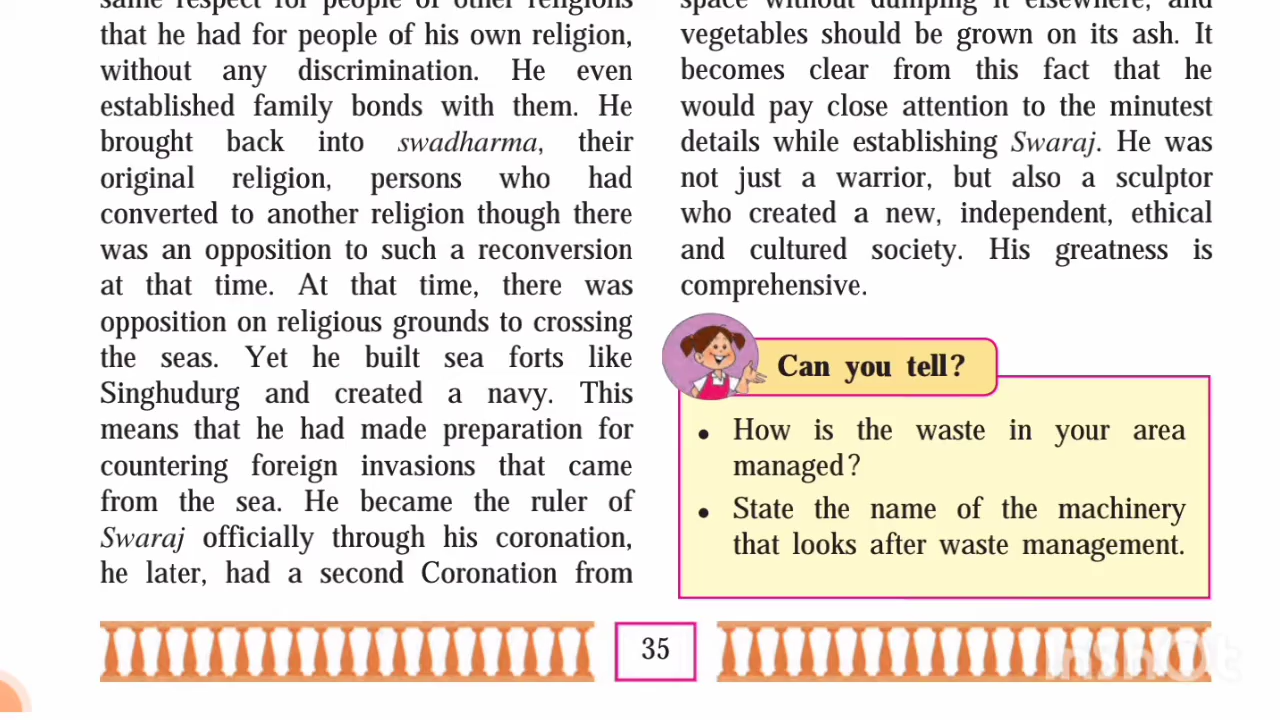 same respect for people of other religions
that he had for people of his own religion,
without any discrimination. He even
established family bonds with them. He
brought back into swadharma, their
original religion, persons who had
converted to another religion though there
was an opposition to such a reconversion
at that time. At that time, there was
opposition on religious grounds to crossing
the seas. Yet he built sea forts like
Singhudurg and created a navy. This
means that he had made preparation for
countering foreign invasions that came
from the sea. He became the ruler of
Swaraj officially through his coronation,
he later, had a second Coronation from
space without dumping it elsewhere, and
vegetables should be grown on its ash. It
becomes clear from this fact that he
would pay close attention to the minutest
details while establishing Swaraj. He was
not just a warrior, but also a sculptor
who created a new, independent, ethical
and cultured society. His greatness is
comprehensive.
Can you tell?
• How is the waste in your area
managed?
• State the name of the machinery
that looks after waste management.
35